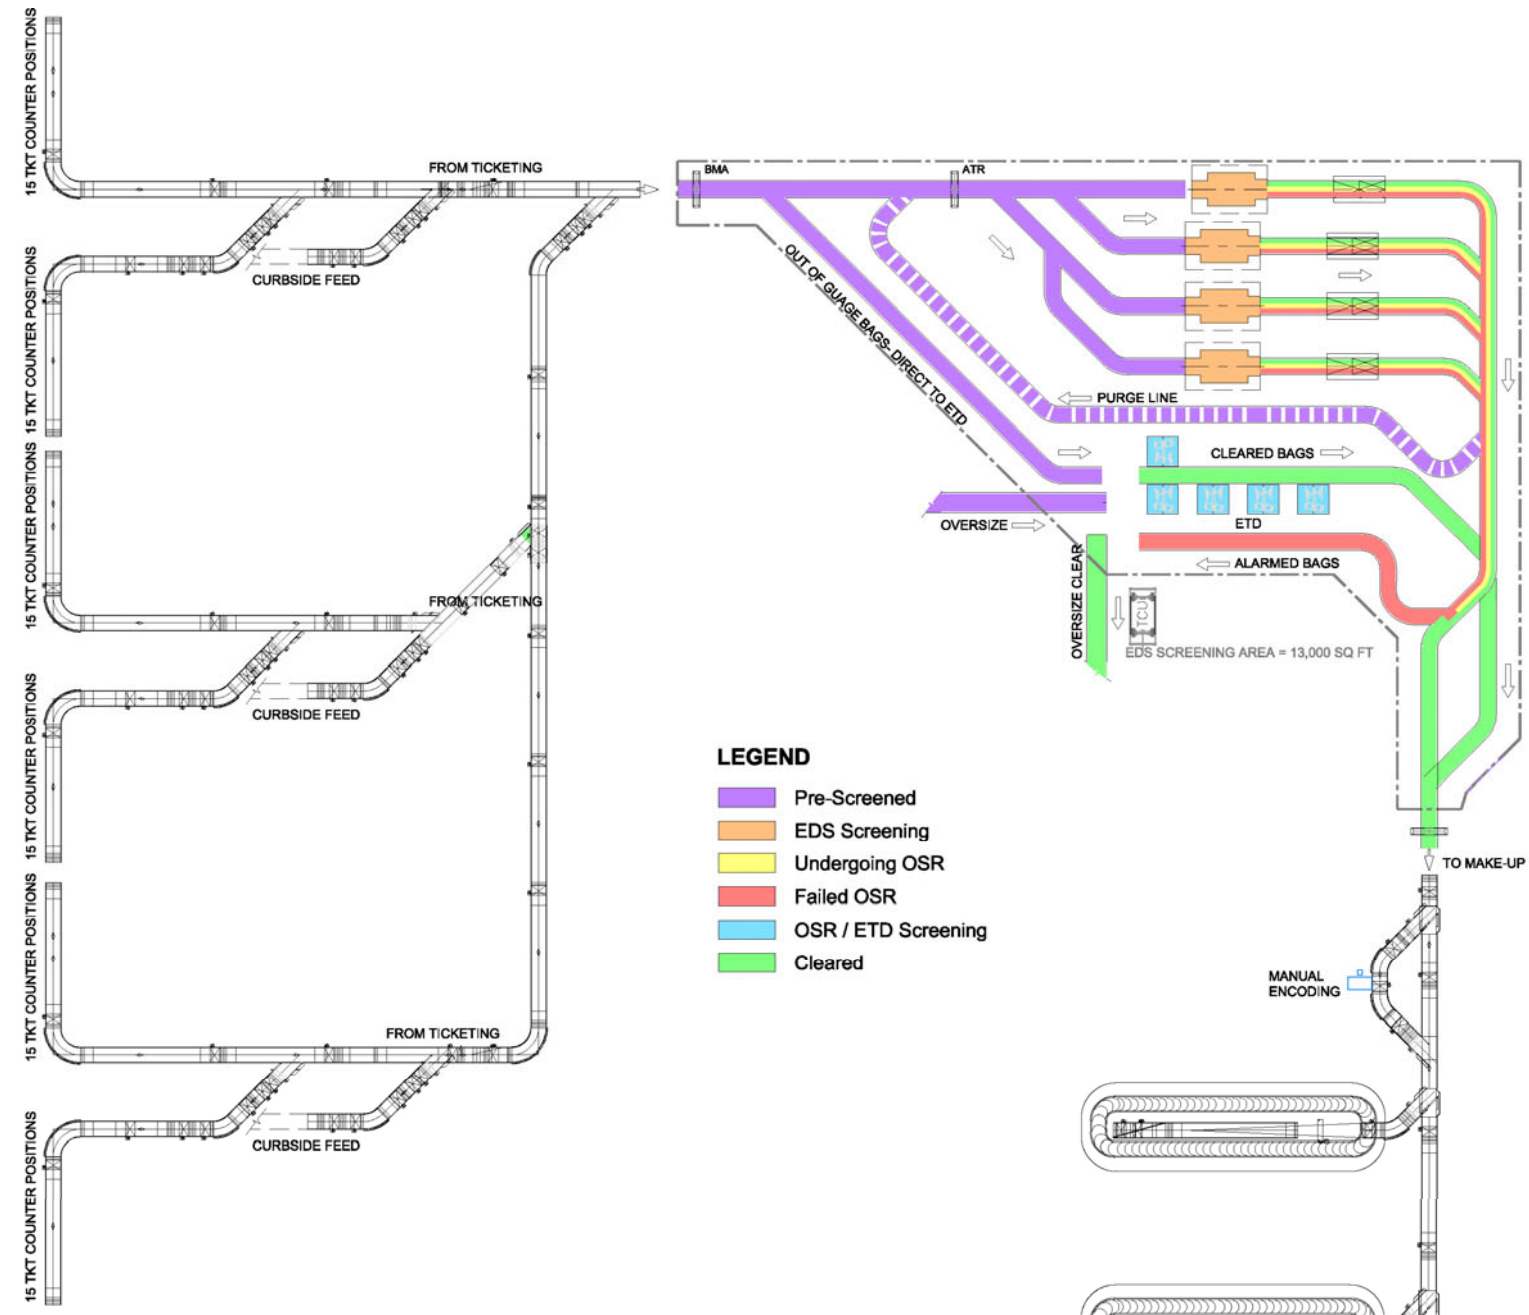 15 TKT COUNTER POSITIONS
FROM TICKETING
CURBSIDE FEED
15 TKT COUNTER POSITIONS
15 TKT COUNTER POSITIONS
FROM TICKETING
CURBSIDE FEED
15 TKT COUNTER POSITIONS
15 TKT COUNTER POSITIONS
FROM TICKETING
CURBSIDE FEED
15 TKT COUNTER POSITIONS
BMA
ATR
OUT OF GUAGE BAGS- DIRECT TO ETD
PURGE LINE
CLEARED BAGS
ETD
OVERSIZE
ALARMED BAGS
OVERSIZE CLEAR
TCU
EDS SCREENING AREA = 13,000 SQ FT
LEGEND
Pre-Screened
EDS Screening
Undergoing OSR
Failed OSR
OSR / ETD Screening
Cleared
TO MAKE-UP
MANUAL
ENCODING